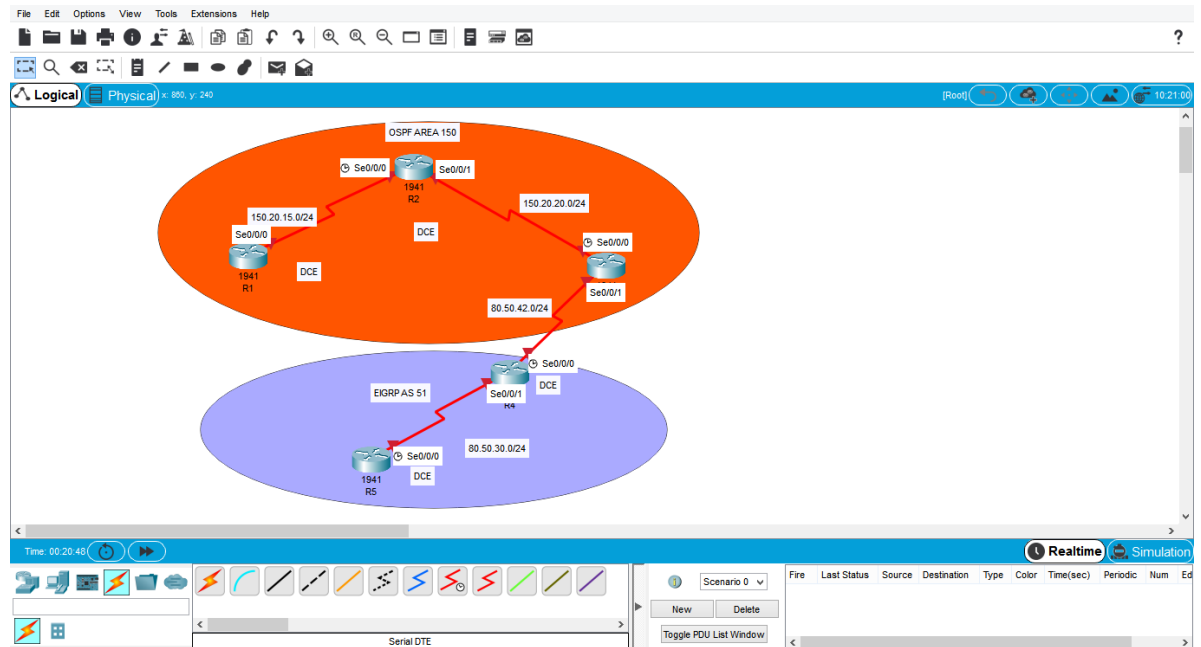 File Edit Options View Tools Extensions Help
?
Logical Physical x: 860, y: 240 [Root] 10:21:00
OSPF AREA 150
Se0/0/0 Se0/0/1
1941
R2
150.20.15.0/24 150.20.20.0/24
Se0/0/0 DCE Se0/0/0
DCE
1941
R1
Se0/0/1
80.50.42.0/24
Se0/0/0
EIGRP AS 51 Se0/0/1 DCE
R4
80.50.30.0/24
Se0/0/0
1941 DCE
R5
Time: 00:20:48 Realtime Simulation
Scenario 0 Fire Last Status Source Destination Type Color Time(sec) Periodic Num Ed
New Delete
Toggle PDU List Window
Serial DTE